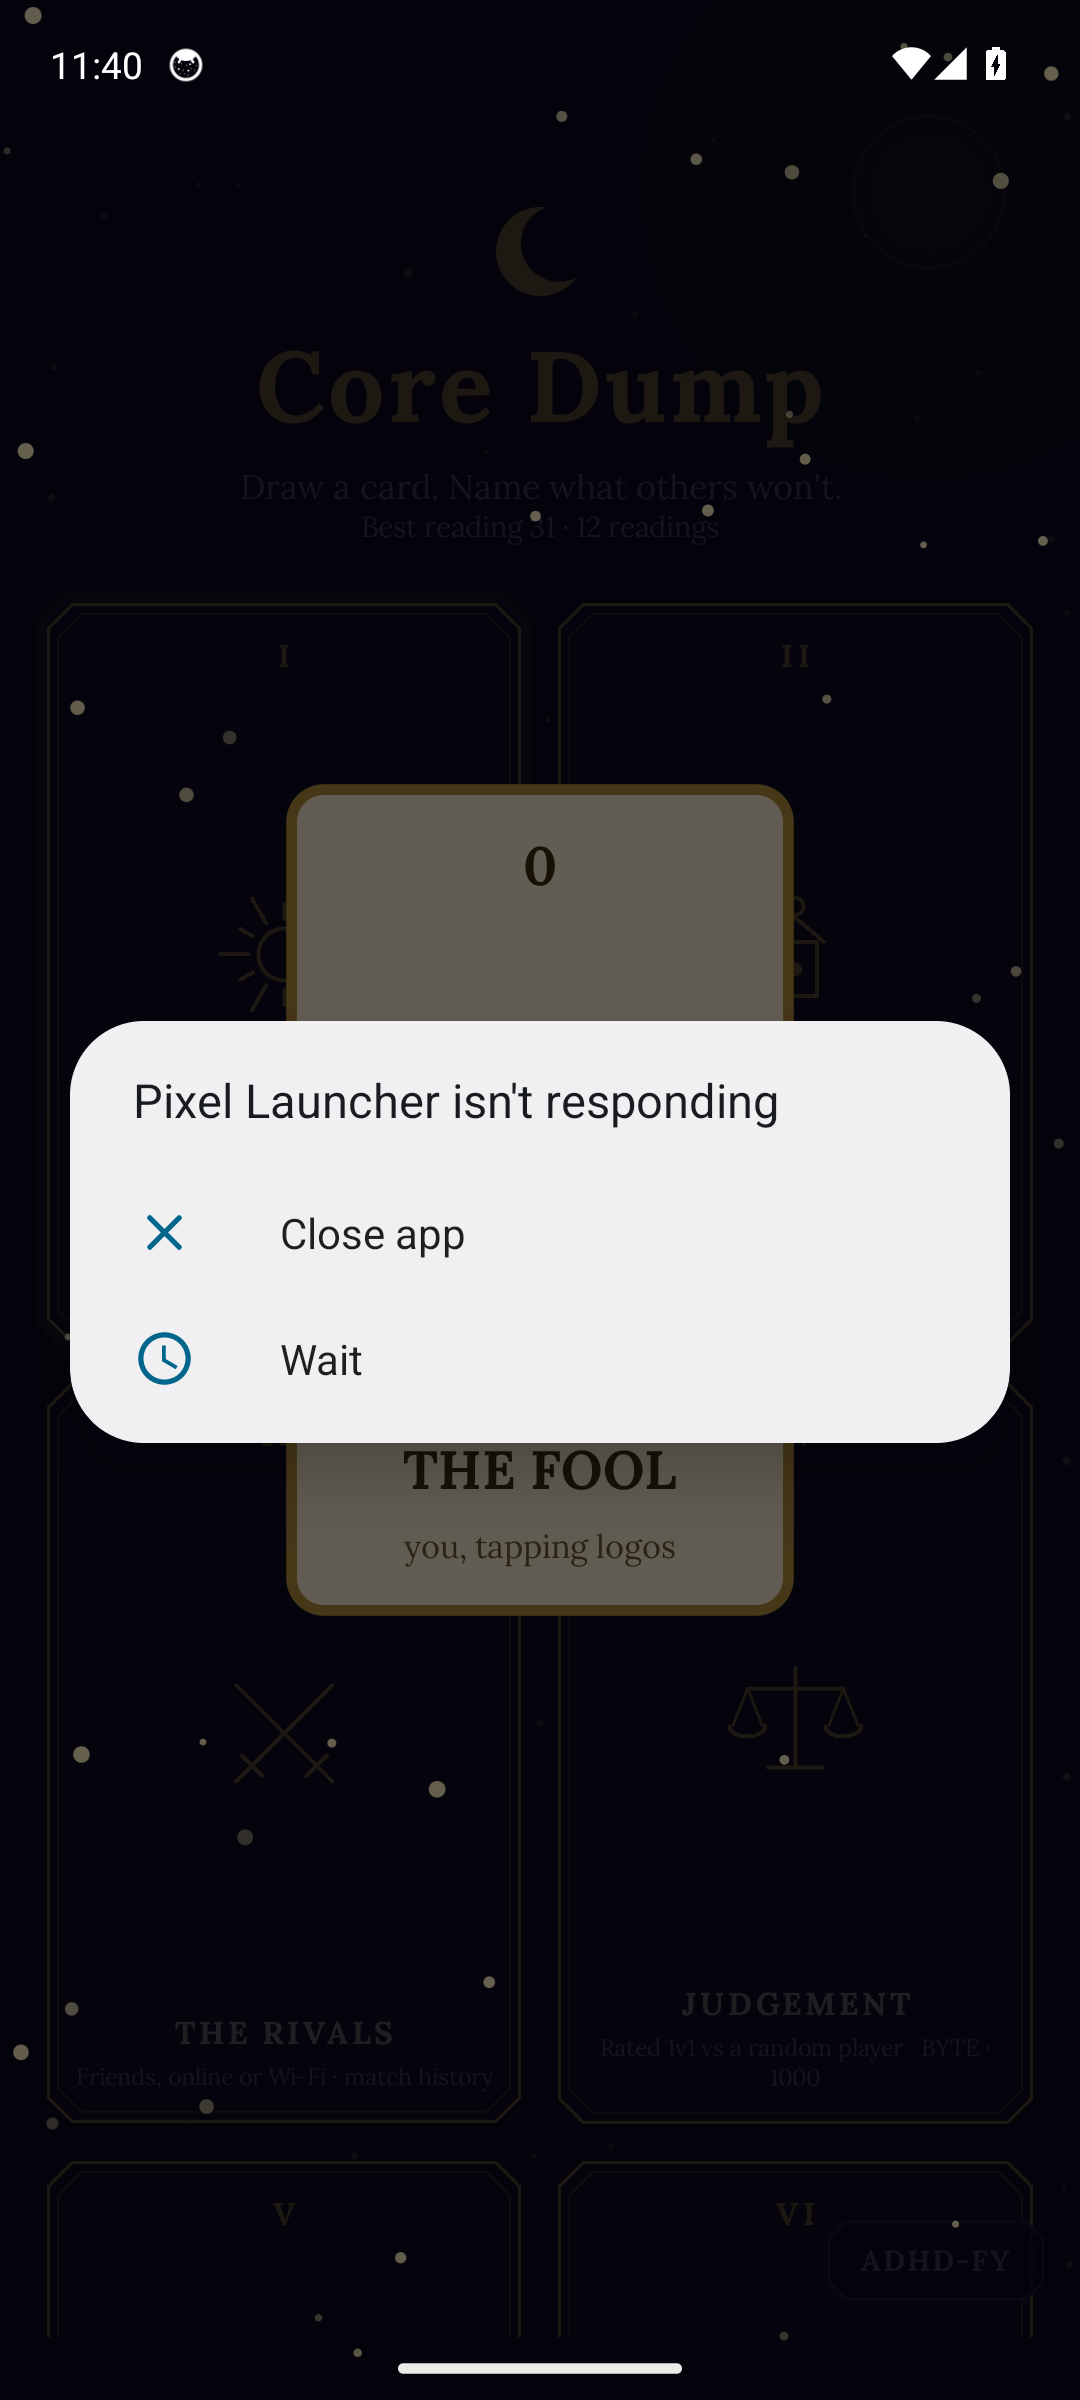 11:40
Core Dump
Draw a card. Name what others won't.
Best reading 31 · 12 readings
I
II
0
Pixel Launcher isn't responding
Close app
Wait
THE FOOL
you, tapping logos
THE RIVALS
Friends, online or Wi-Fi · match history
JUDGEMENT
Rated 1v1 vs a random player · BYTE ·
1000
V
VI
ADHD-FY